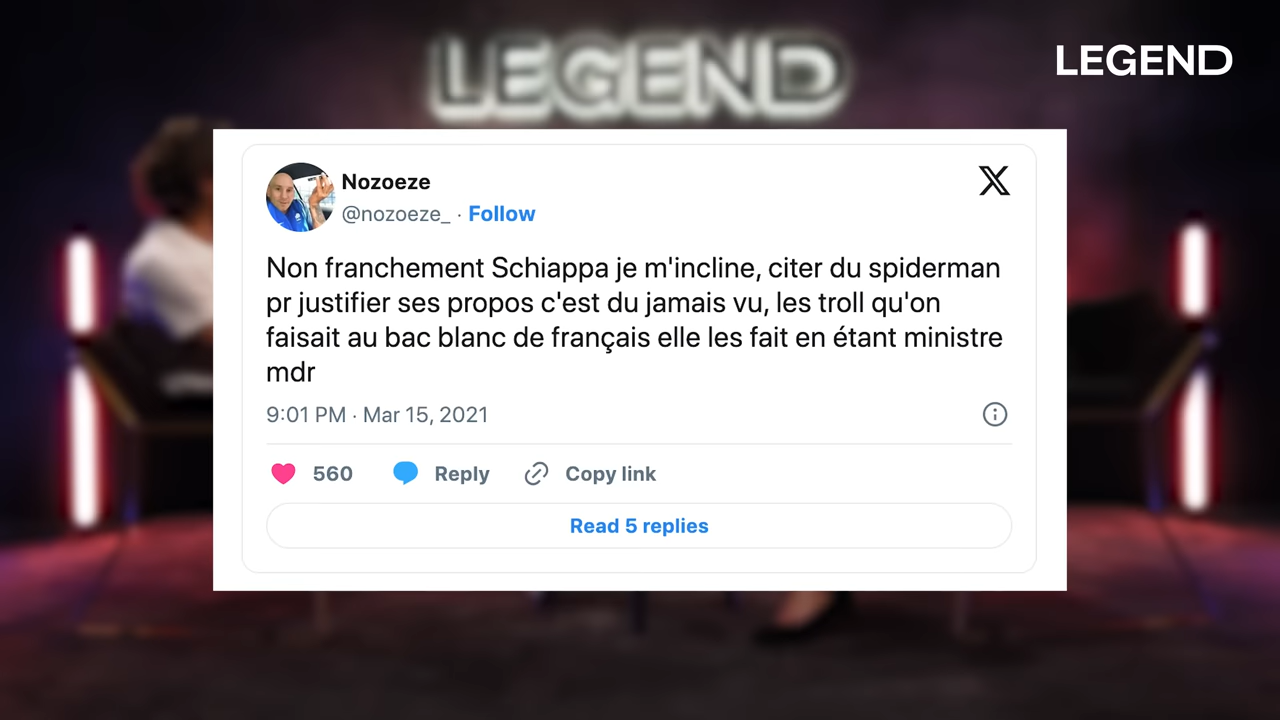 LEGEND
LEGEND
Nozoeze
@nozoeze_ · Follow
Non franchement Schiappa je m'incline, citer du spiderman
pr justifier ses propos c'est du jamais vu, les troll qu'on
faisait au bac blanc de français elle les fait en étant ministre
mdr
9:01 PM · Mar 15, 2021
560 Reply Copy link
Read 5 replies